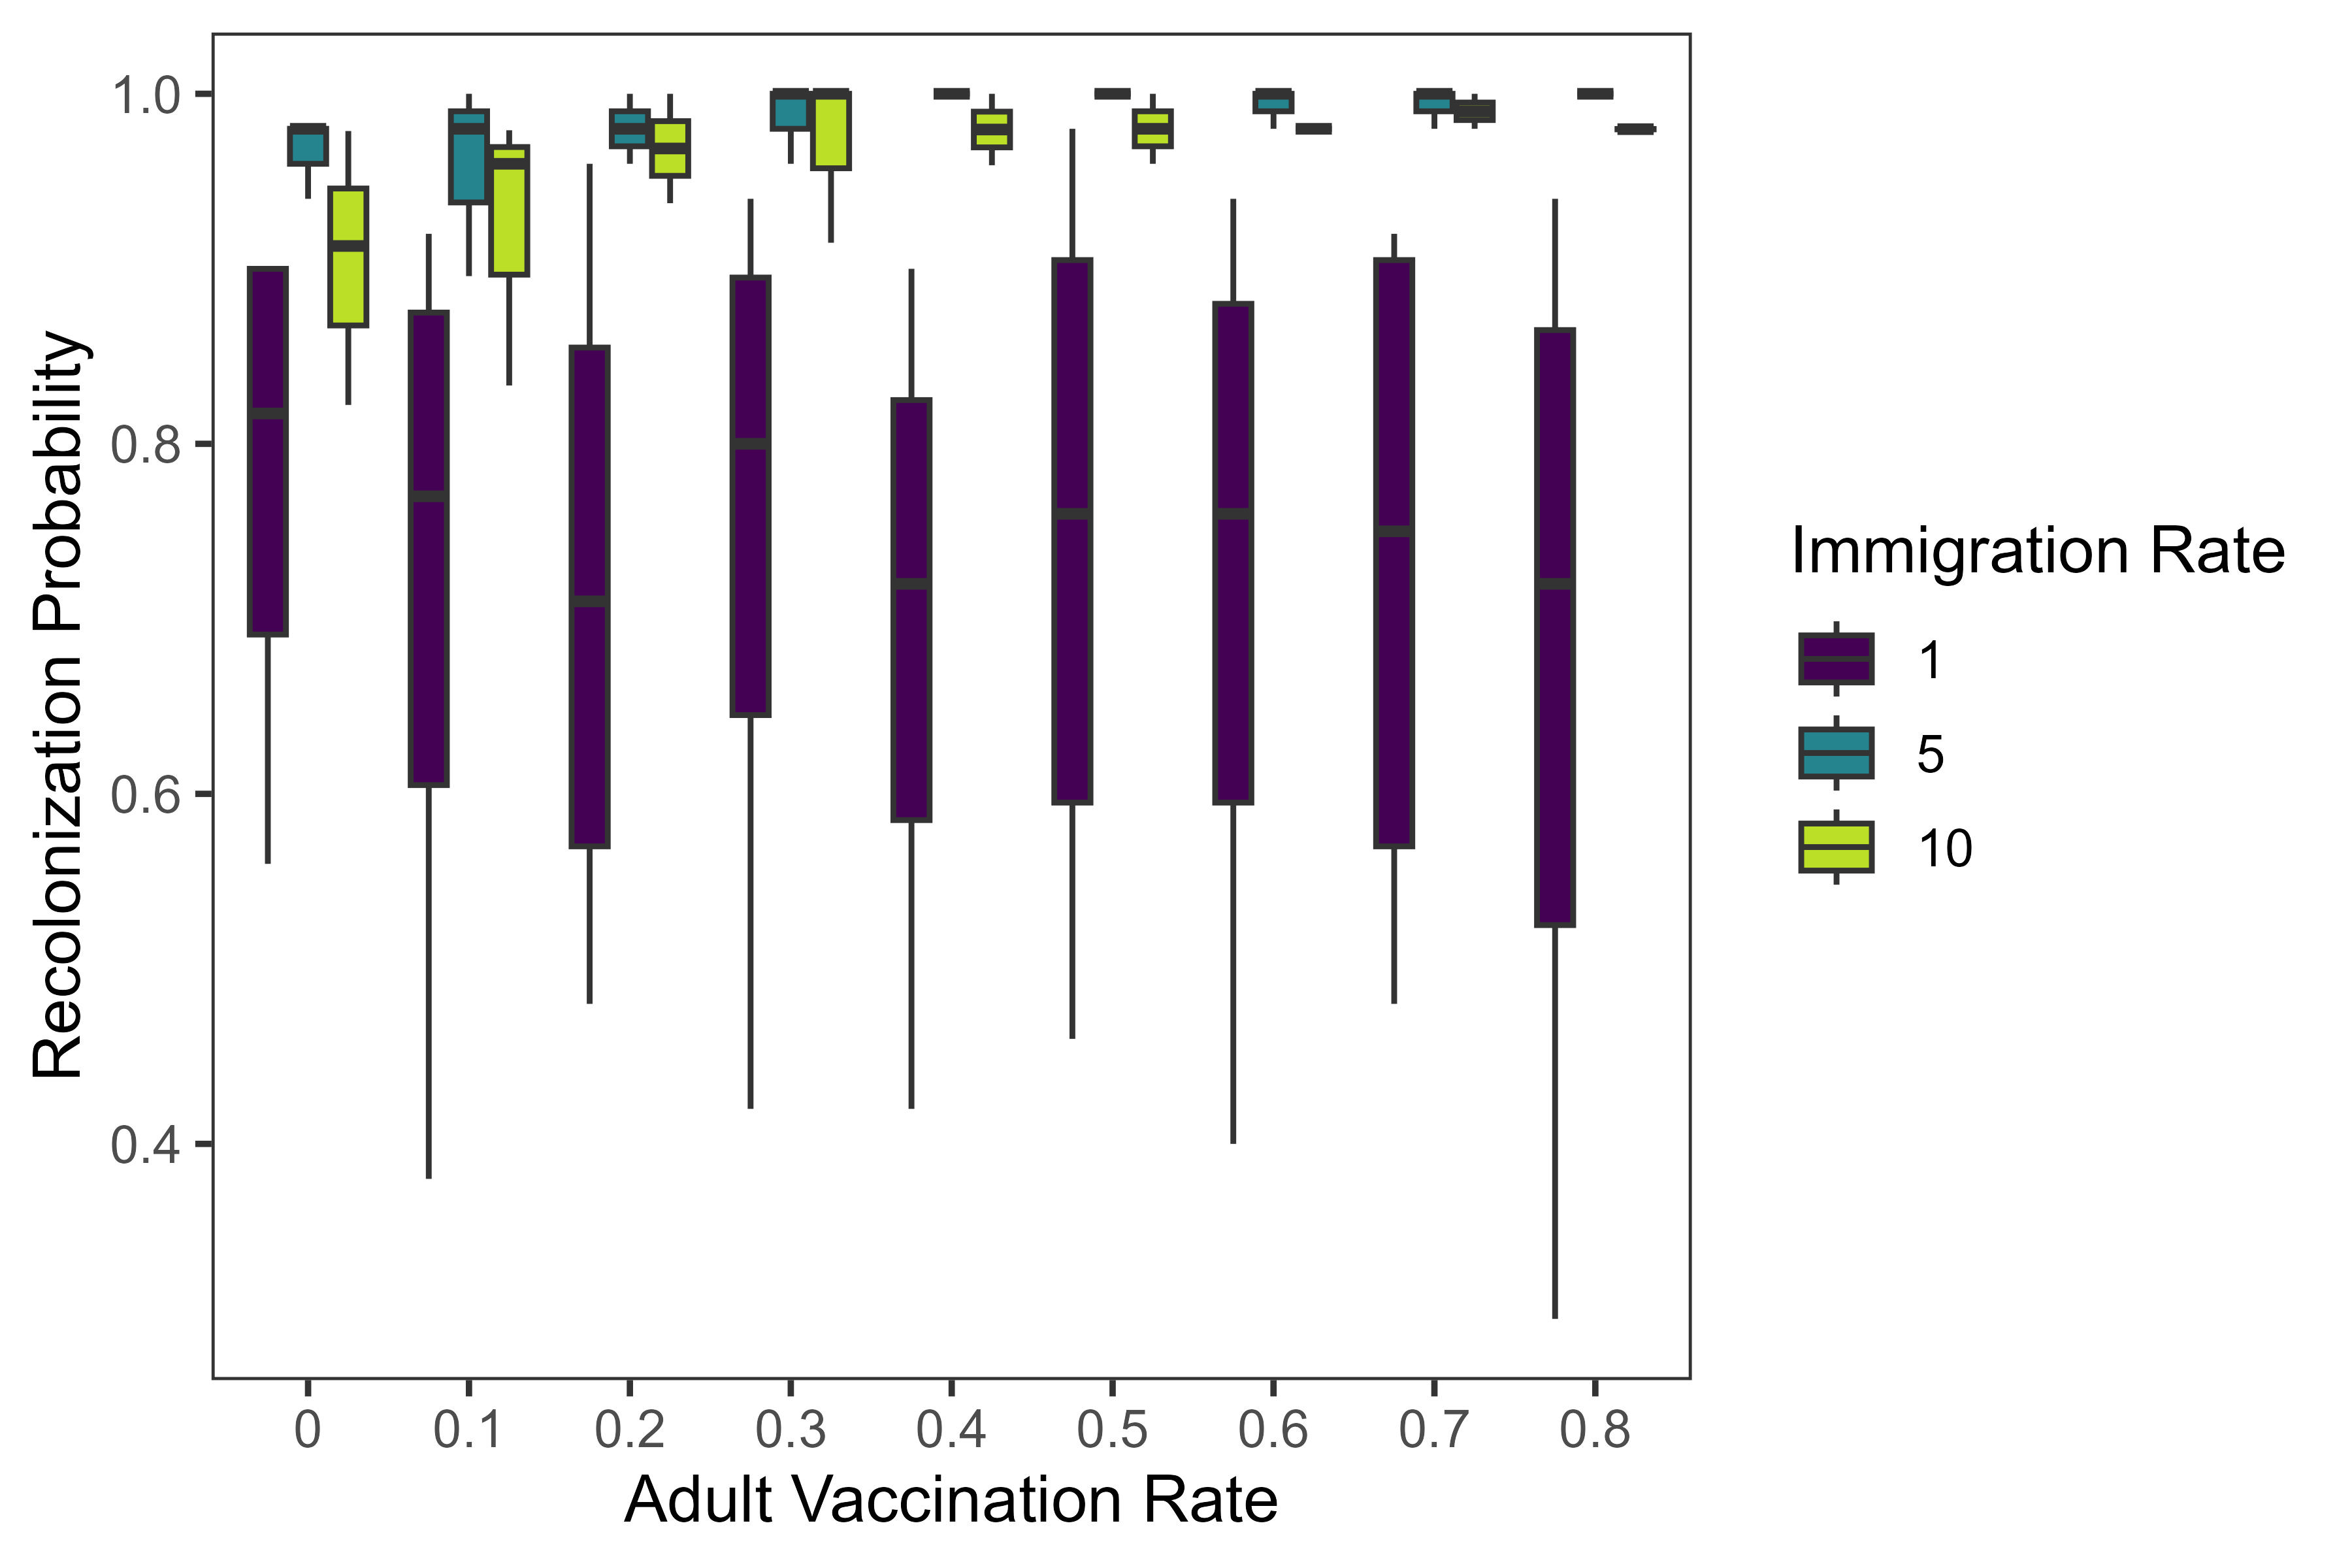 Recolonization Probability
1.0
0.8
0.6
0.4
0 0.1 0.2 0.3 0.4 0.5 0.6 0.7 0.8
Adult Vaccination Rate
Immigration Rate
1
5
10